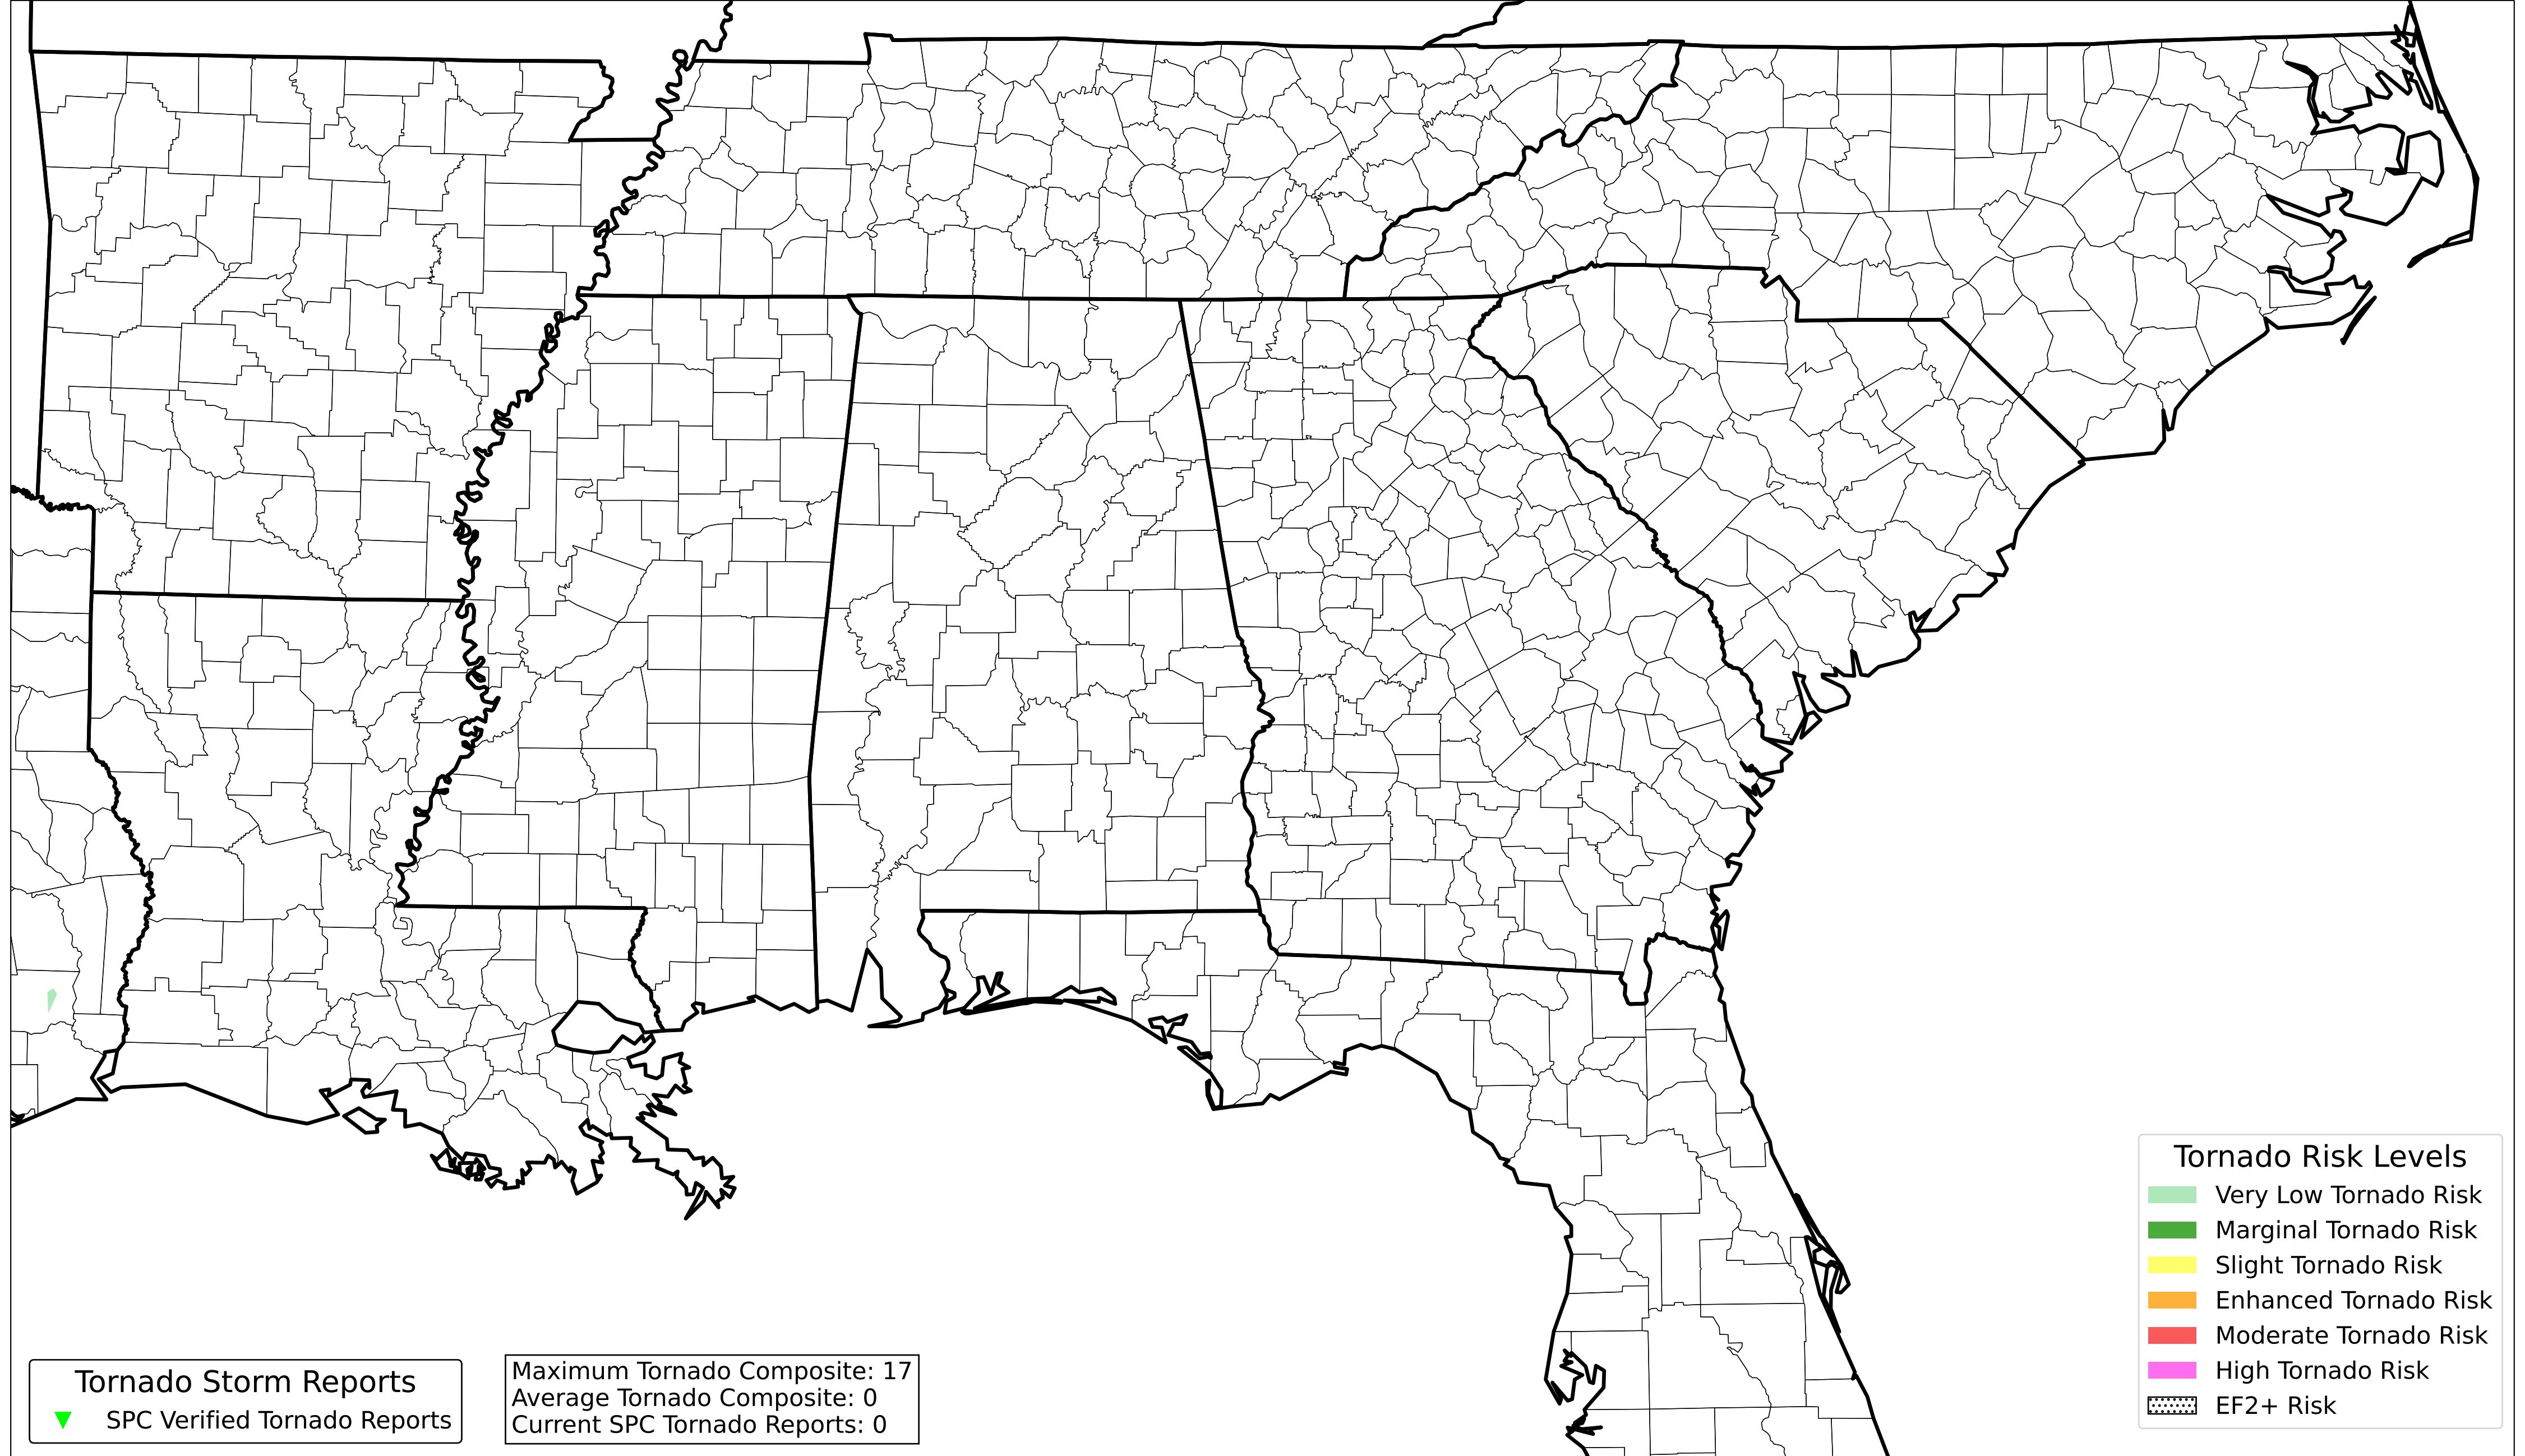 Tornado Risk Levels
Very Low Tornado Risk
Marginal Tornado Risk
Slight Tornado Risk
Enhanced Tornado Risk
Moderate Tornado Risk
High Tornado Risk
EF2+ Risk
Tornado Storm Reports
SPC Verified Tornado Reports
Maximum Tornado Composite: 17
Average Tornado Composite: 0
Current SPC Tornado Reports: 0